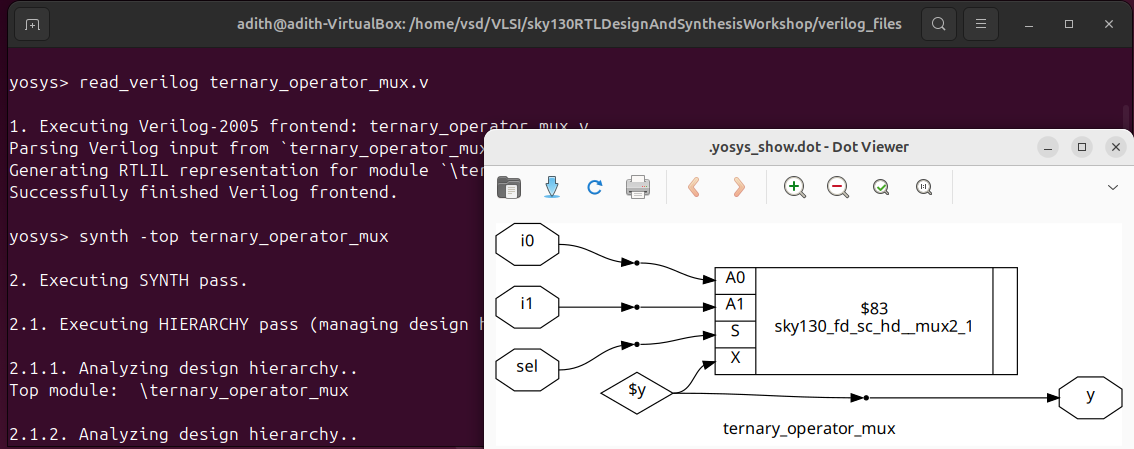 adith@adith-VirtualBox: /home/vsd/VLSI/sky130RTLDesignAndSynthesisWorkshop/verilog_files
yosys> read_verilog ternary_operator_mux.v
1. Executing Verilog-2005 frontend: ternary_operator_mux.v
Parsing Verilog input from `ternary_operator_mux
Generating RTLIL representation for module `\ter
Successfully finished Verilog frontend.
yosys> synth -top ternary_operator_mux
2. Executing SYNTH pass.
2.1. Executing HIERARCHY pass (managing design h
2.1.1. Analyzing design hierarchy..
Top module:  \ternary_operator_mux
2.1.2. Analyzing design hierarchy..
.yosys_show.dot - Dot Viewer
i0
i1
sel
A0
A1
S
X
$83
sky130_fd_sc_hd__mux2_1
$y
y
ternary_operator_mux